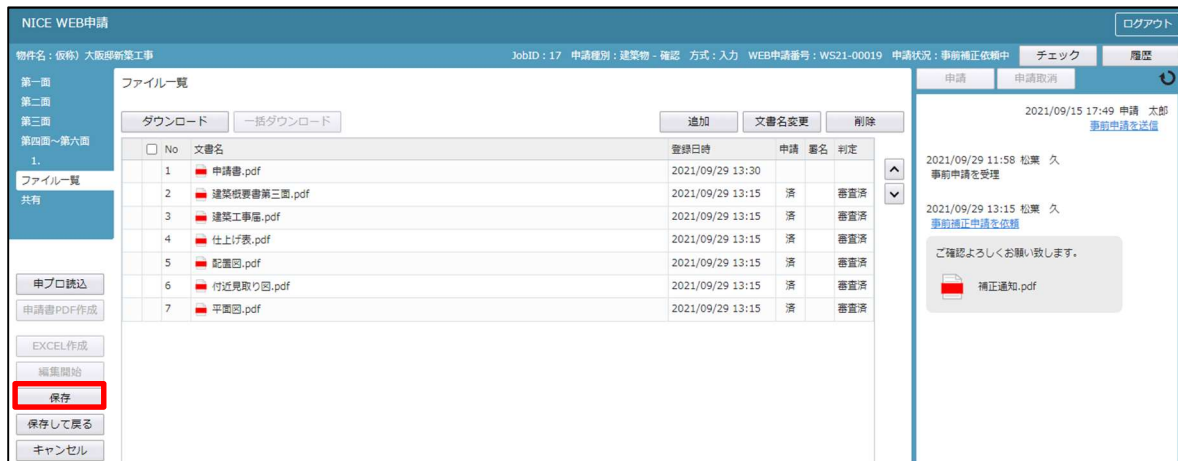 NICE WEB申請
ログアウト
物件名：仮称）大阪邸新築工事
JobID：17 申請種別：建築物 - 確認 方式：入力 WEB申請番号：WS21-00019 申請状況：事前補正依頼中
チェック
履歴
第一面
第二面
第三面
第四面～第六面
1.
ファイル一覧
共有
申プロ読込
申請書PDF作成
EXCEL作成
編集開始
保存
保存して戻る
キャンセル
ファイル一覧
ダウンロード
一括ダウンロード
追加
文書名変更
削除
No 文書名 登録日時 申請 署名 判定
1 申請書.pdf 2021/09/29 13:30
2 建築概要書第三面.pdf 2021/09/29 13:15 済 審査済
3 建築工事届.pdf 2021/09/29 13:15 済 審査済
4 仕上げ表.pdf 2021/09/29 13:15 済 審査済
5 配置図.pdf 2021/09/29 13:15 済 審査済
6 付近見取り図.pdf 2021/09/29 13:15 済 審査済
7 平面図.pdf 2021/09/29 13:15 済 審査済
申請
申請取消
2021/09/15 17:49 申請 太郎
事前申請を送信
2021/09/29 11:58 松葉 久
事前申請を受理
2021/09/29 13:15 松葉 久
事前補正申請を依頼
ご確認よろしくお願い致します。
補正通知.pdf